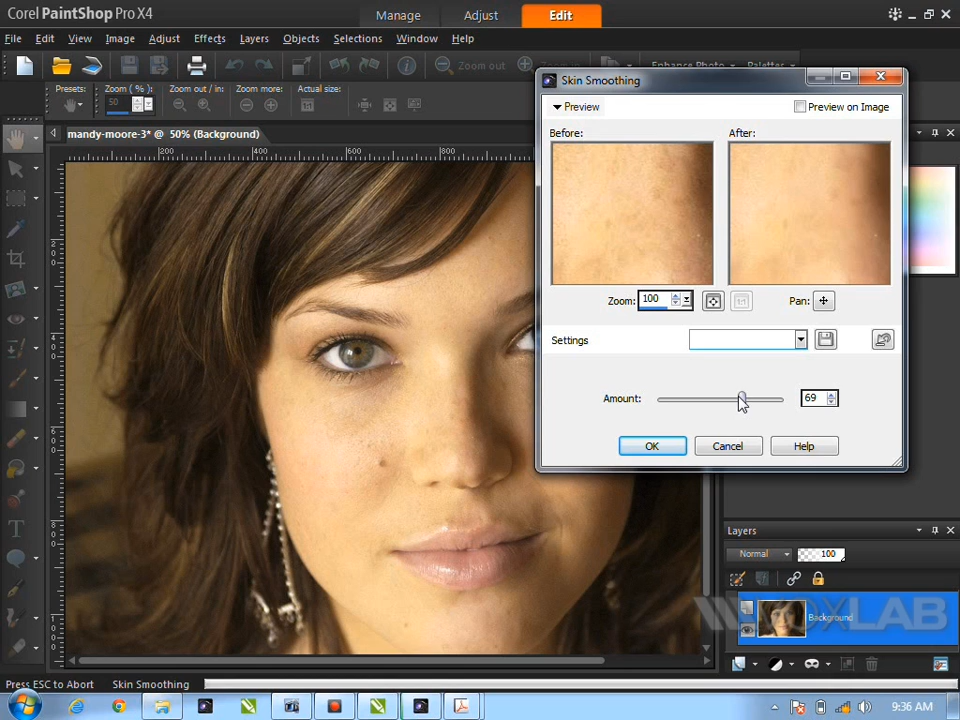 Corel PaintShop Pro X4
Manage
Adjust
Edit
File Edit View Image Adjust Effects Layers Objects Selections Window Help
Zoom out
Enhance Photo
Palettes
Presets:
Zoom ( % ):
50
Zoom out / in:
Zoom more:
Actual size:
mandy-moore-3* @ 50% (Background)
200
600
800
Skin Smoothing
Preview
Preview on Image
Before:
After:
Zoom:
100
1:1
Pan:
Settings
Amount:
69
OK
Cancel
Help
Layers
Normal
100
Background
Press ESC to Abort
Skin Smoothing
9:36 AM